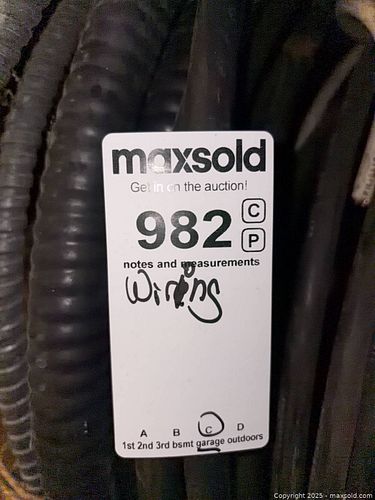 maxsold
Get in on the auction!
982 C
P
notes and measurements
Wiring
A B C D
1st 2nd 3rd bsmt garage outdoors
Copyright 2025 - maxsold.com